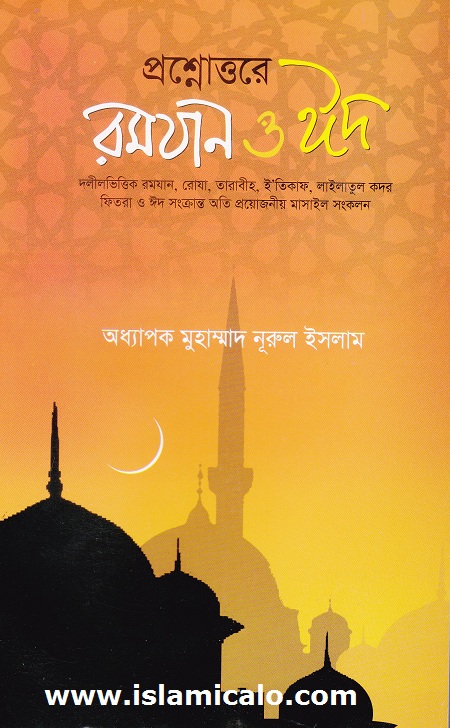 প্রশ্নোত্তরে
রমযান ও ঈদ
দলীলভিত্তিক রমযান, রোযা, তারাবীহ, ই'তিকাফ, লাইলাতুল কদর
ফিতরা ও ঈদ সংক্রান্ত অতি প্রয়োজনীয় মাসাইল সংকলন
অধ্যাপক মুহাম্মাদ নূরুল ইসলাম
www.islamicalo.com